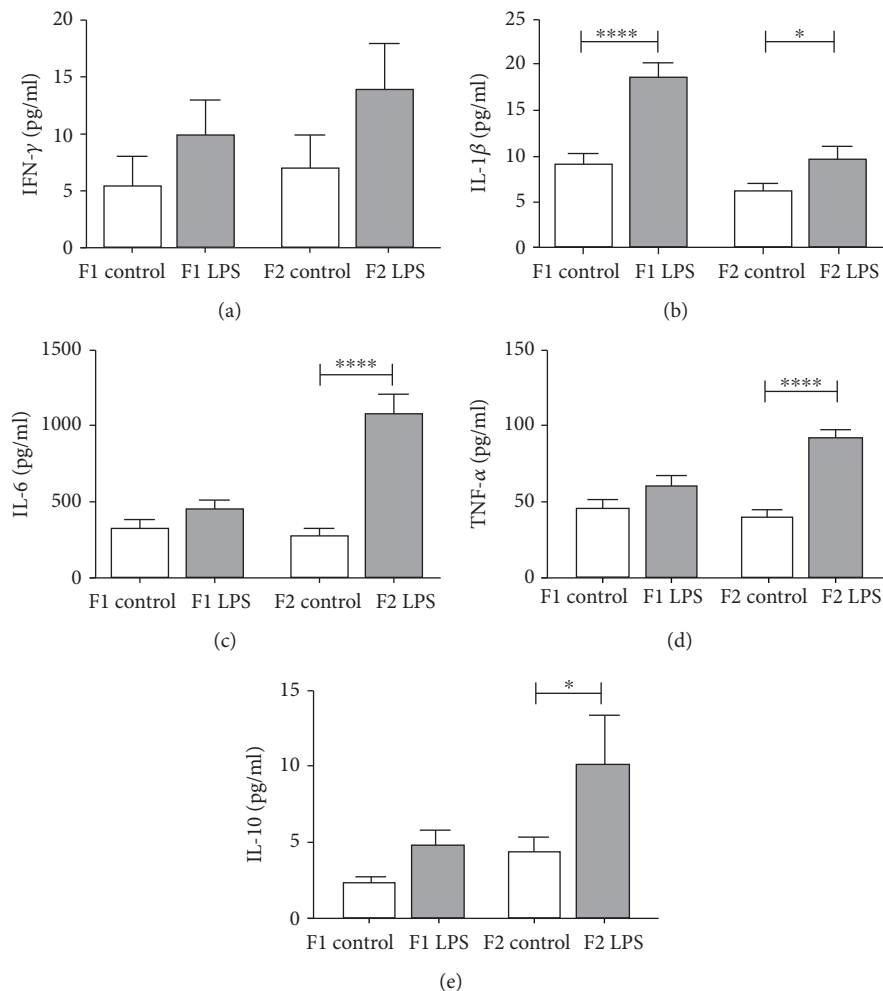 20
15
10
5
0
IFN-γ (pg/ml)
F1 control F1 LPS F2 control F2 LPS
(a)
25
20
15
10
5
0
IL-1β (pg/ml)
**** *
F1 control F1 LPS F2 control F2 LPS
(b)
1500
1000
500
0
IL-6 (pg/ml)
****
F1 control F1 LPS F2 control F2 LPS
(c)
150
100
50
0
TNF-α (pg/ml)
****
F1 control F1 LPS F2 control F2 LPS
(d)
15
10
5
0
IL-10 (pg/ml)
*
F1 control F1 LPS F2 control F2 LPS
(e)